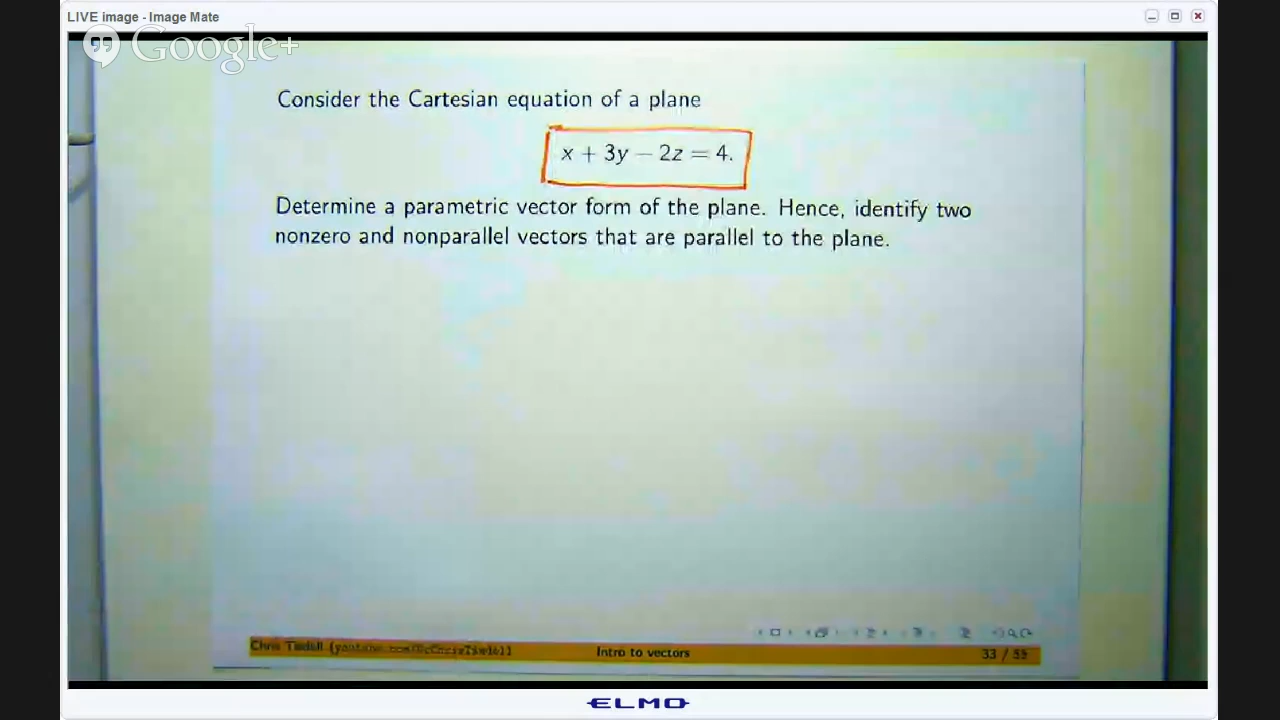 LIVE image - Image Mate
Google+
Consider the Cartesian equation of a plane
x + 3y − 2z = 4.
Determine a parametric vector form of the plane. Hence, identify two
nonzero and nonparallel vectors that are parallel to the plane.
Intro to vectors
33 / 55
ELMO